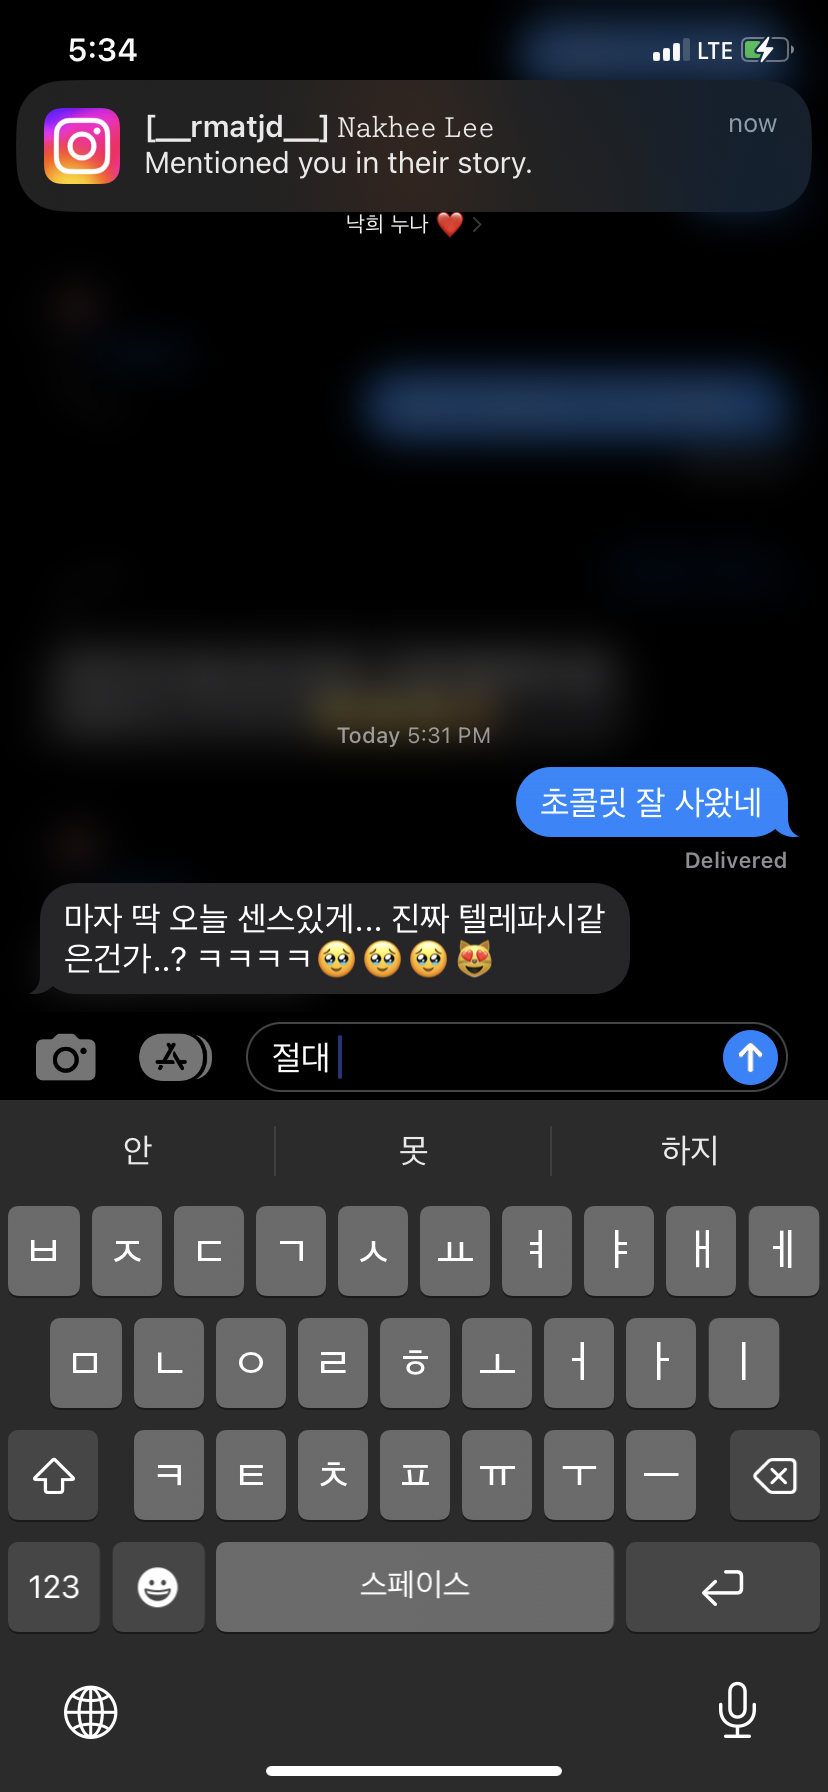 5:34
LTE
[__rmatjd__] Nakhee Lee
now
Mentioned you in their story.
낙희 누나 ❤️ >
Today 5:31 PM
초콜릿 잘 사왔네
Delivered
마자 딱 오늘 센스있게... 진짜 텔레파시같
은건가..? ㅋㅋㅋㅋ🥹🥹🥹😻
절대
안 못 하지
ㅂ ㅈ ㄷ ㄱ ㅅ ㅛ ㅕ ㅑ ㅐ ㅔ
ㅁ ㄴ ㅇ ㄹ ㅎ ㅗ ㅓ ㅏ ㅣ
ㅋ ㅌ ㅊ ㅍ ㅠ ㅜ ㅡ
123 스페이스